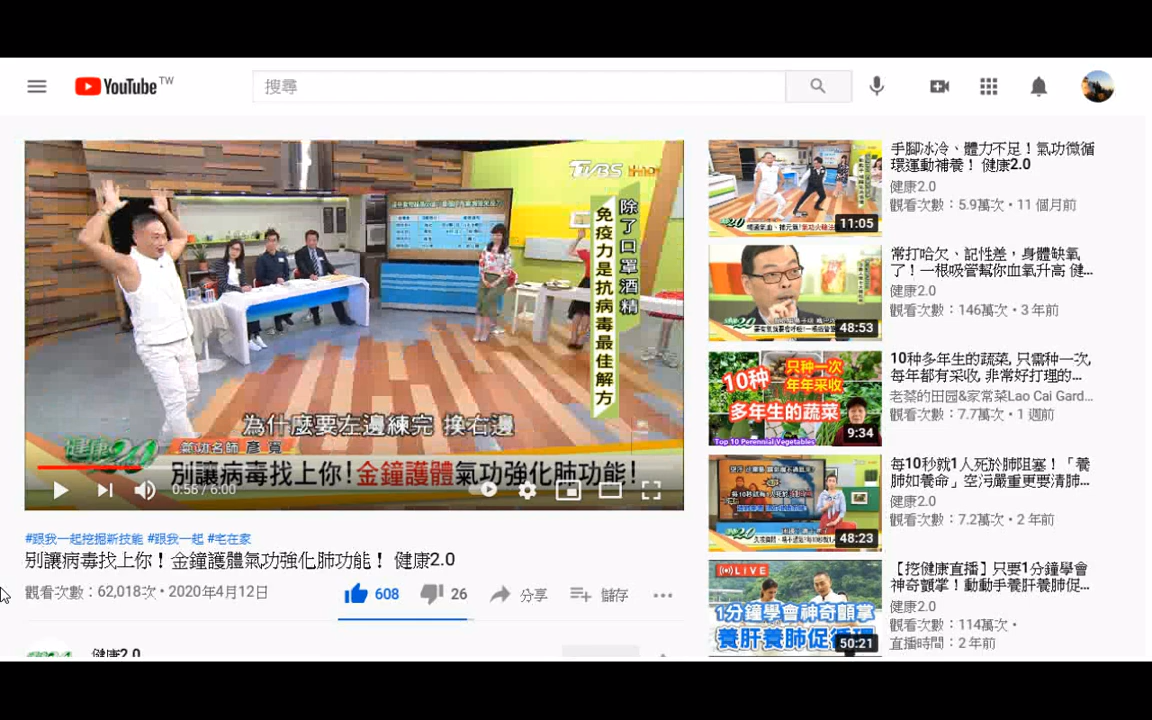 YouTube TW
搜尋
TVBS
除了口罩酒精
免疫力是抗病毒最佳解方
為什麼要左邊練完 換右邊
健康2.0
氣功名師 彥寬
別讓病毒找上你！金鐘護體氣功強化肺功能！
0:56 / 6:00
#跟我一起挖掘新技能 #跟我一起 #宅在家
別讓病毒找上你！金鐘護體氣功強化肺功能！ 健康2.0
觀看次數：62,018次 • 2020年4月12日
608
26
分享
儲存
健康2.0
11:05
手腳冰冷、體力不足！氣功微循
環運動補養！ 健康2.0
健康2.0
觀看次數：5.9萬次 • 11 個月前
48:53
常打哈欠、記性差，身體缺氧
了！一根吸管幫你血氧升高 健...
健康2.0
觀看次數：146萬次 • 3 年前
10种
只种一次
年年采收
多年生的蔬菜
Top 10 Perennial Vegetables
9:34
10种多年生的蔬菜, 只需种一次,
每年都有采收, 非常好打理的...
老菜的田园&家常菜Lao Cai Gard...
觀看次數：7.7萬次 • 1 週前
48:23
每10秒就1人死於肺阻塞！「養
肺如養命」空污嚴重更要清肺...
健康2.0
觀看次數：7.2萬次 • 2 年前
LIVE
1分鐘學會神奇顫掌
養肝養肺促循環
50:21
【挖健康直播】只要1分鐘學會
神奇顫掌！動動手養肝養肺促...
健康2.0
觀看次數：114萬次 •
直播時間：2 年前